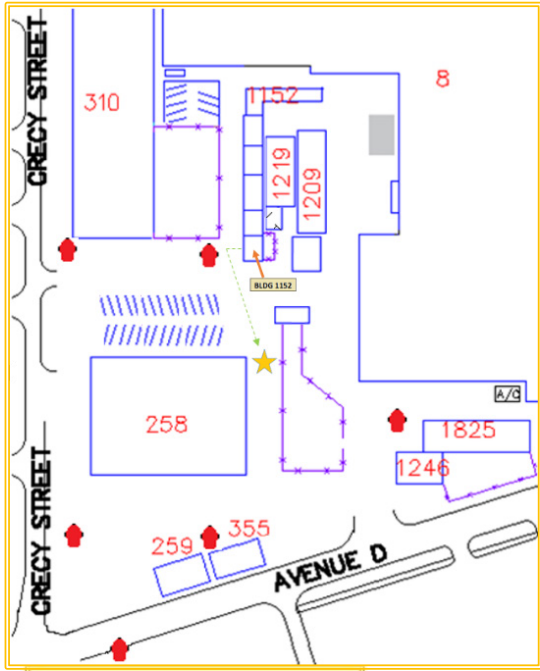 CRECY STREET
310
1152
8
1219
1209
BLDG 1152
258
A/C
1825
1246
CRECY STREET
259
355
AVENUE D